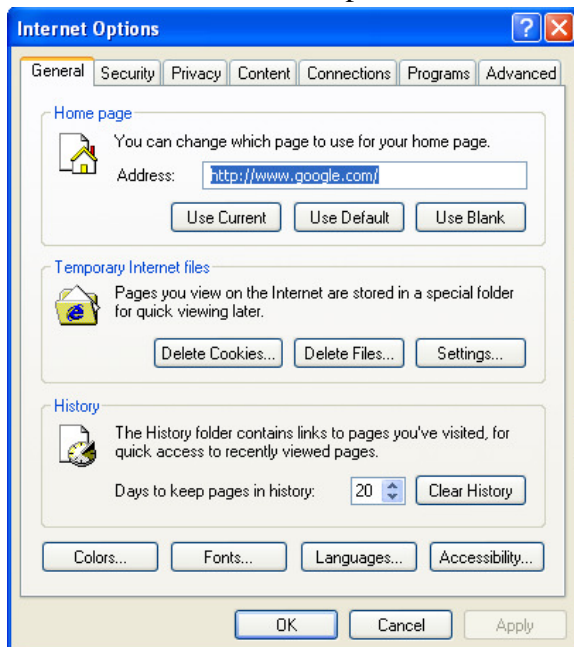 Internet Options
General Security Privacy Content Connections Programs Advanced
Home page
You can change which page to use for your home page.
Address: http://www.google.com/
Use Current Use Default Use Blank
Temporary Internet files
Pages you view on the Internet are stored in a special folder
for quick viewing later.
Delete Cookies... Delete Files... Settings...
History
The History folder contains links to pages you've visited, for
quick access to recently viewed pages.
Days to keep pages in history: 20 Clear History
Colors... Fonts... Languages... Accessibility...
OK Cancel Apply